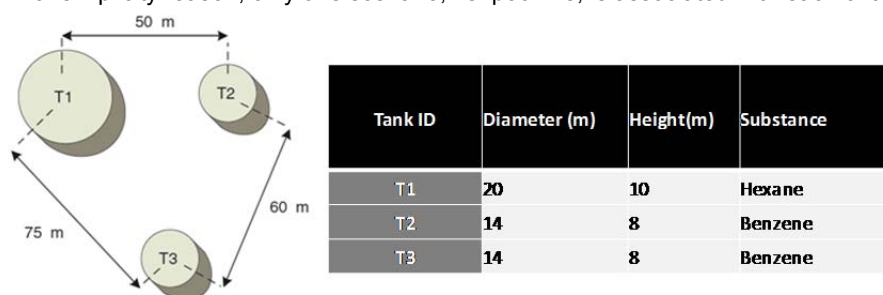 50 m
T1
T2
T3
75 m
60 m
Tank ID Diameter (m) Height(m) Substance
T1 20 10 Hexane
T2 14 8 Benzene
T3 14 8 Benzene